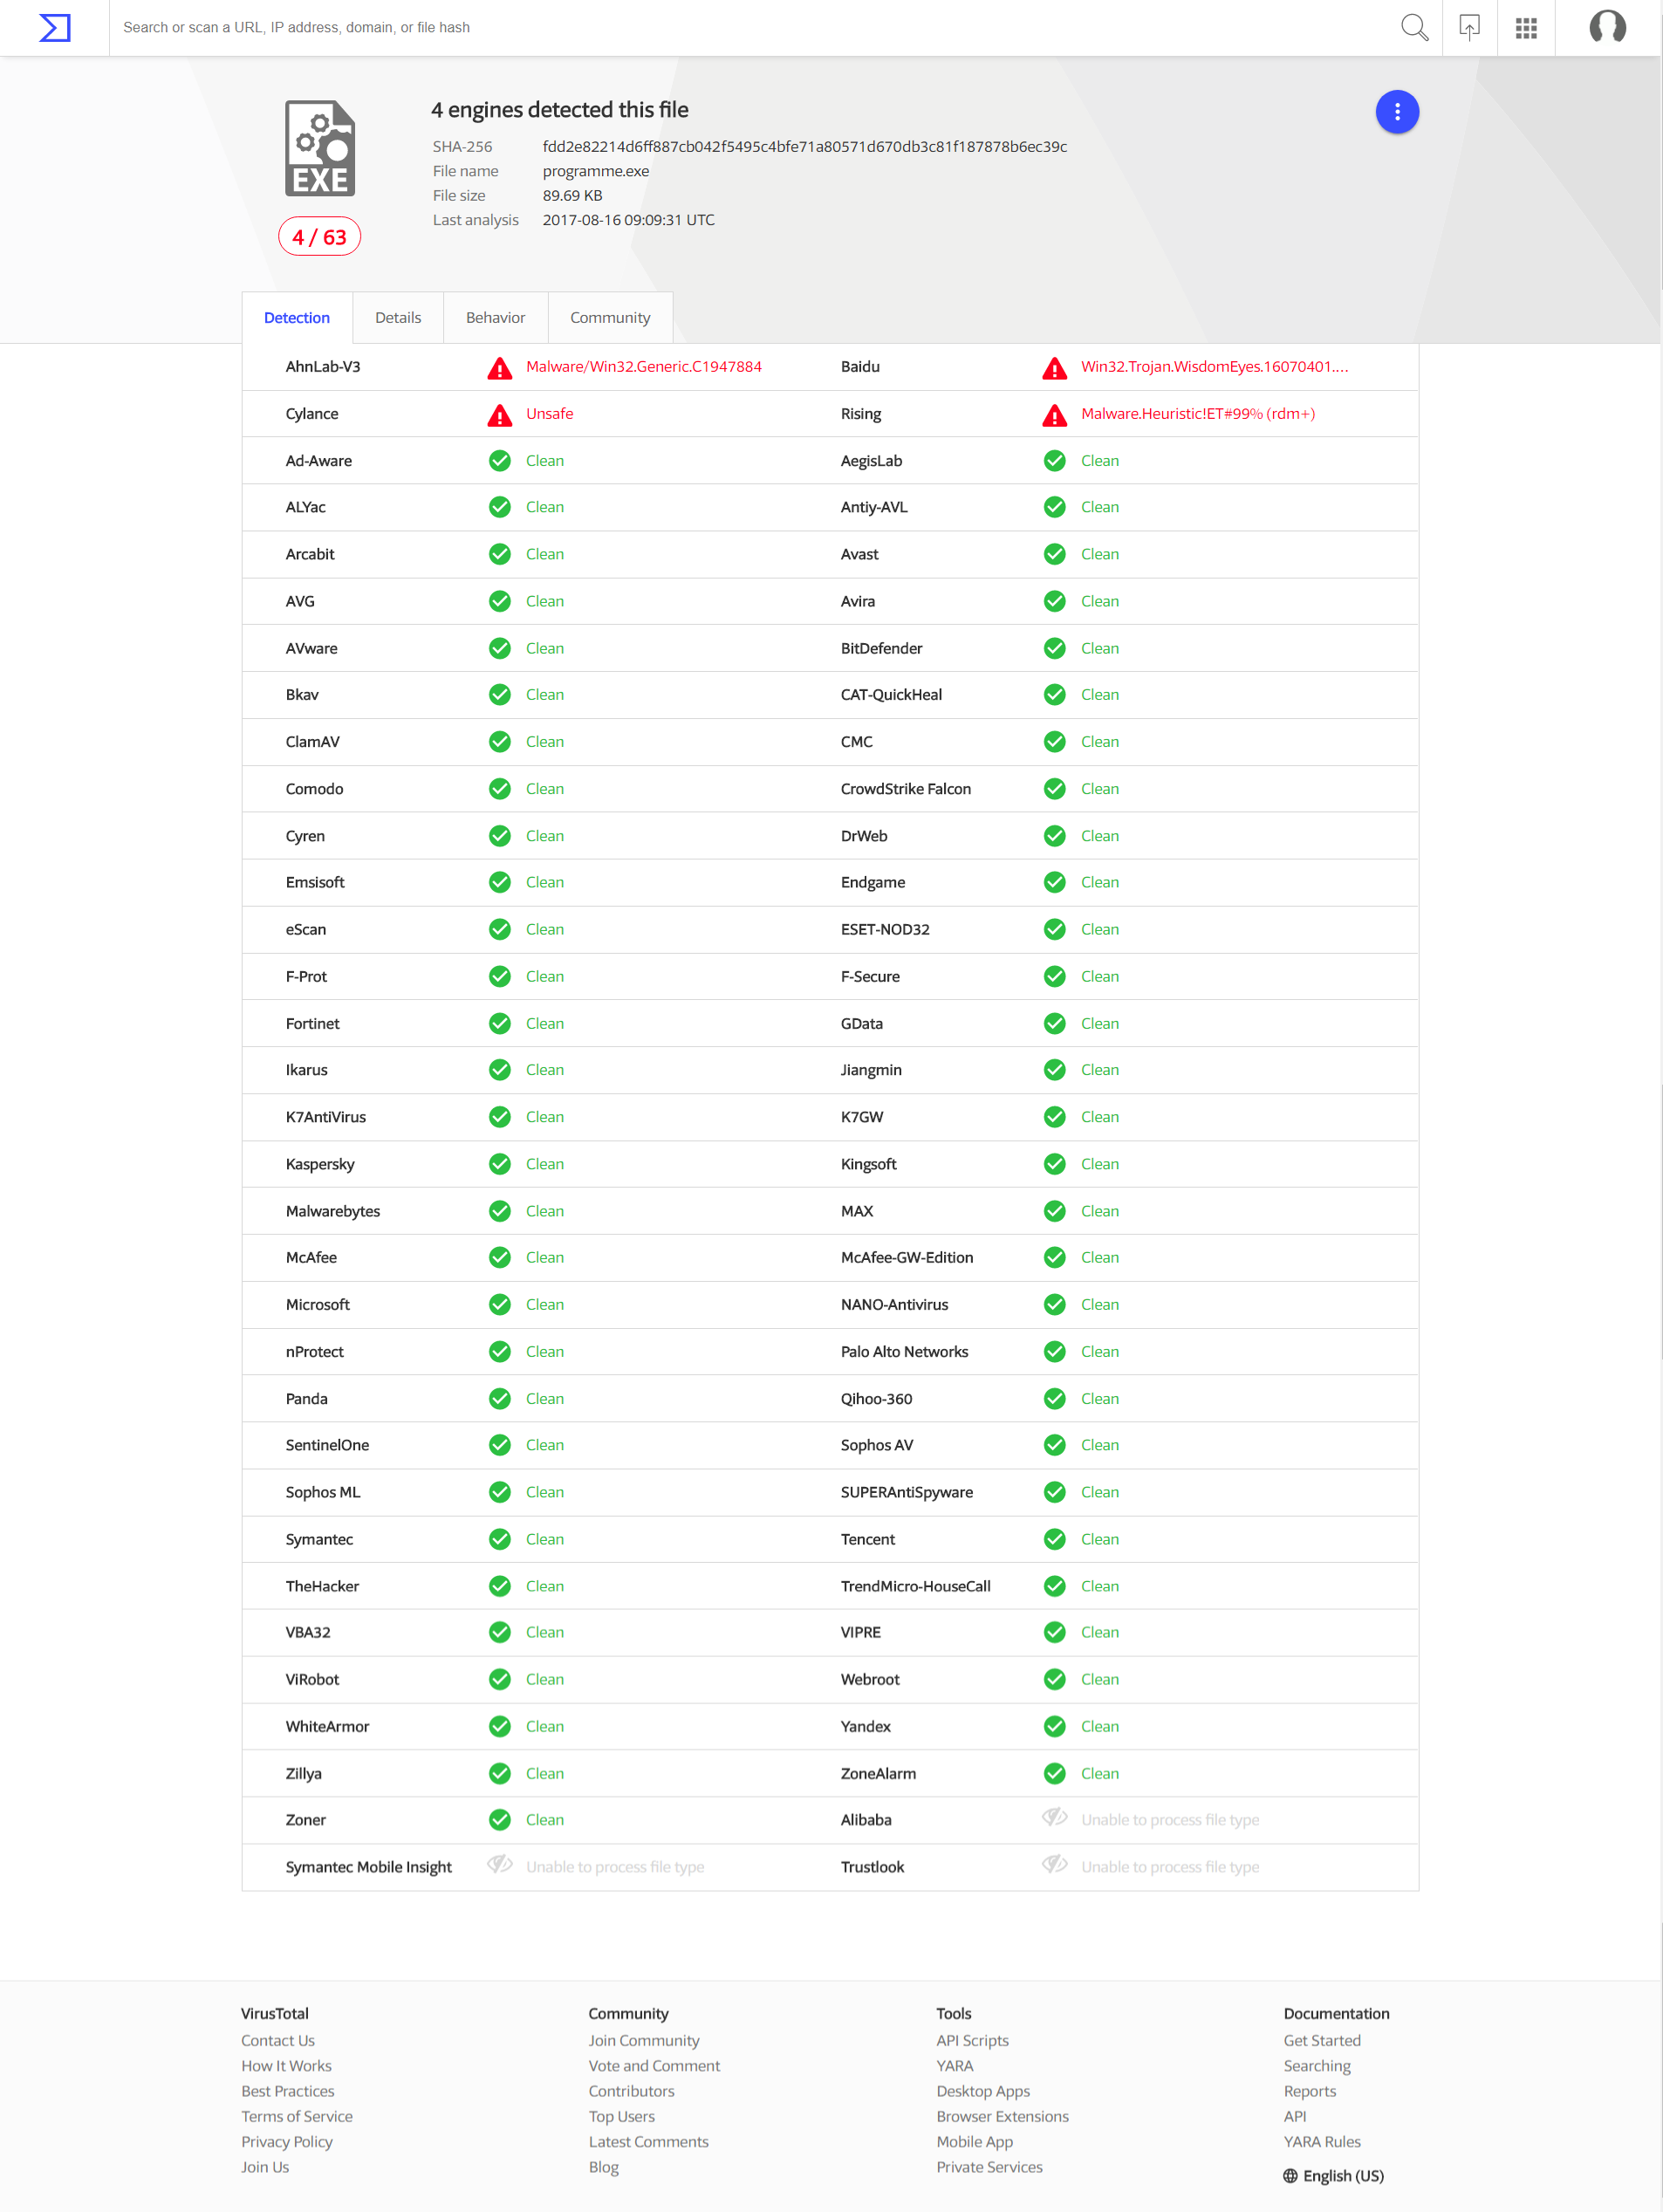 Search or scan a URL, IP address, domain, or file hash
EXE
4 / 63
4 engines detected this file
SHA-256 fdd2e82214d6ff887cb042f5495c4bfe71a80571d670db3c81f187878b6ec39c
File name programme.exe
File size 89.69 KB
Last analysis 2017-08-16 09:09:31 UTC
Detection Details Behavior Community
AhnLab-V3 Malware/Win32.Generic.C1947884 Baidu Win32.Trojan.WisdomEyes.16070401....
Cylance Unsafe Rising Malware.Heuristic!ET#99% (rdm+)
Ad-Aware Clean AegisLab Clean
ALYac Clean Antiy-AVL Clean
Arcabit Clean Avast Clean
AVG Clean Avira Clean
AVware Clean BitDefender Clean
Bkav Clean CAT-QuickHeal Clean
ClamAV Clean CMC Clean
Comodo Clean CrowdStrike Falcon Clean
Cyren Clean DrWeb Clean
Emsisoft Clean Endgame Clean
eScan Clean ESET-NOD32 Clean
F-Prot Clean F-Secure Clean
Fortinet Clean GData Clean
Ikarus Clean Jiangmin Clean
K7AntiVirus Clean K7GW Clean
Kaspersky Clean Kingsoft Clean
Malwarebytes Clean MAX Clean
McAfee Clean McAfee-GW-Edition Clean
Microsoft Clean NANO-Antivirus Clean
nProtect Clean Palo Alto Networks Clean
Panda Clean Qihoo-360 Clean
SentinelOne Clean Sophos AV Clean
Sophos ML Clean SUPERAntiSpyware Clean
Symantec Clean Tencent Clean
TheHacker Clean TrendMicro-HouseCall Clean
VBA32 Clean VIPRE Clean
ViRobot Clean Webroot Clean
WhiteArmor Clean Yandex Clean
Zillya Clean ZoneAlarm Clean
Zoner Clean Alibaba Unable to process file type
Symantec Mobile Insight Unable to process file type Trustlook Unable to process file type
VirusTotal Community Tools Documentation
Contact Us Join Community API Scripts Get Started
How It Works Vote and Comment YARA Searching
Best Practices Contributors Desktop Apps Reports
Terms of Service Top Users Browser Extensions API
Privacy Policy Latest Comments Mobile App YARA Rules
Join Us Blog Private Services
English (US)